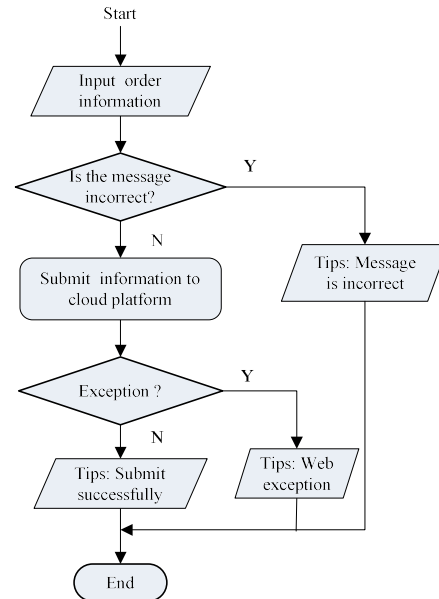 Start
Input order
information
Is the message
incorrect?
Y
N
Submit information to
cloud platform
Tips: Message
is incorrect
Exception ?
Y
N
Tips: Submit
successfully
Tips: Web
exception
End